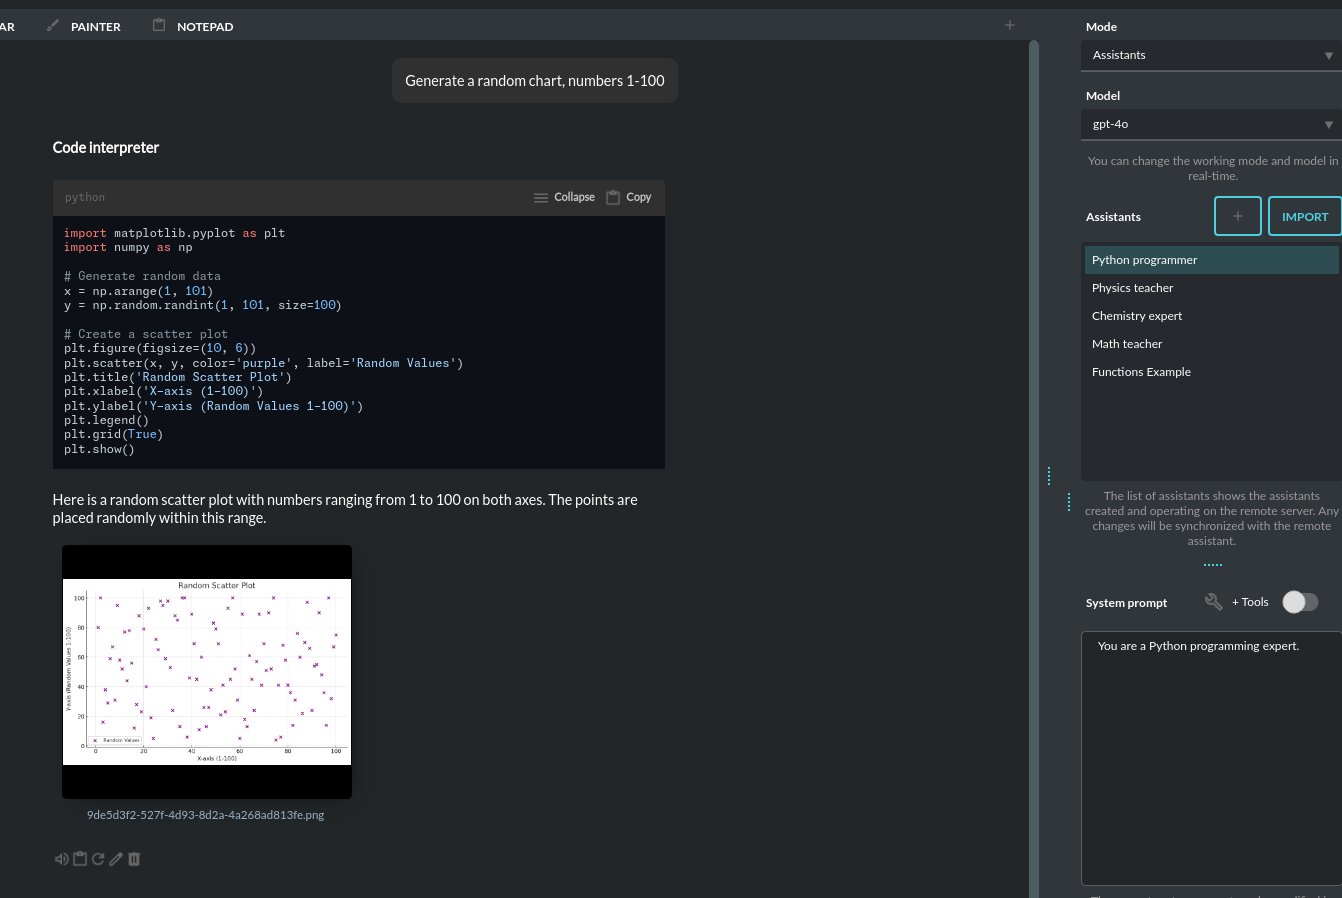 AR
PAINTER
NOTEPAD
+
Generate a random chart, numbers 1-100
Code interpreter
python
Collapse
Copy
import matplotlib.pyplot as plt
import numpy as np
# Generate random data
x = np.arange(1, 101)
y = np.random.randint(1, 101, size=100)
# Create a scatter plot
plt.figure(figsize=(10, 6))
plt.scatter(x, y, color='purple', label='Random Values')
plt.title('Random Scatter Plot')
plt.xlabel('X-axis (1-100)')
plt.ylabel('Y-axis (Random Values 1-100)')
plt.legend()
plt.grid(True)
plt.show()
Here is a random scatter plot with numbers ranging from 1 to 100 on both axes. The points are
placed randomly within this range.
Random Scatter Plot
Y-axis (Random Values 1-100)
100
80
60
40
20
0
Random Values
0 20 40 60 80 100
X-axis (1-100)
9de5d3f2-527f-4d93-8d2a-4a268ad813fe.png
Mode
Assistants
Model
gpt-4o
You can change the working mode and model in
real-time.
Assistants
+
IMPORT
Python programmer
Physics teacher
Chemistry expert
Math teacher
Functions Example
The list of assistants shows the assistants
created and operating on the remote server. Any
changes will be synchronized with the remote
assistant.
System prompt
+ Tools
You are a Python programming expert.